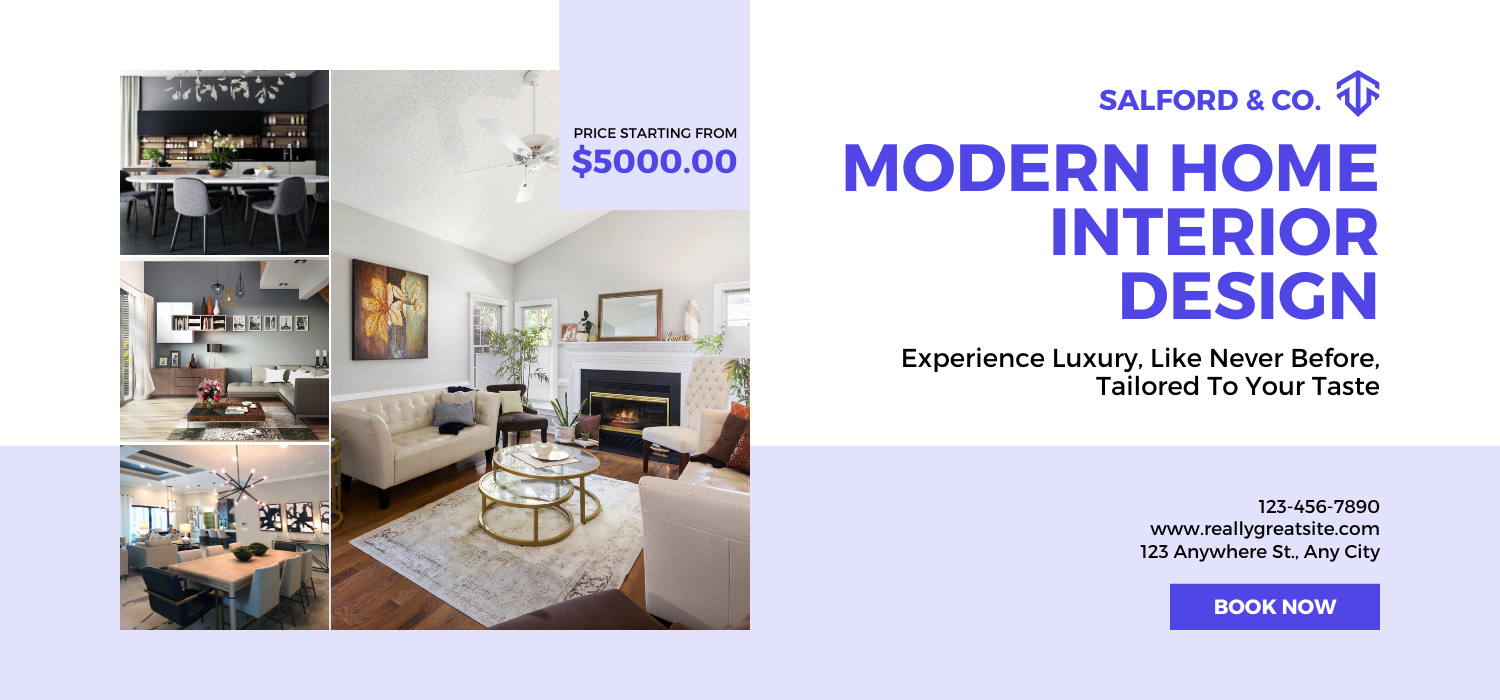 PRICE STARTING FROM
$5000.00
SALFORD & CO.
MODERN HOME
INTERIOR
DESIGN
Experience Luxury, Like Never Before,
Tailored To Your Taste
123-456-7890
www.reallygreatsite.com
123 Anywhere St., Any City
BOOK NOW